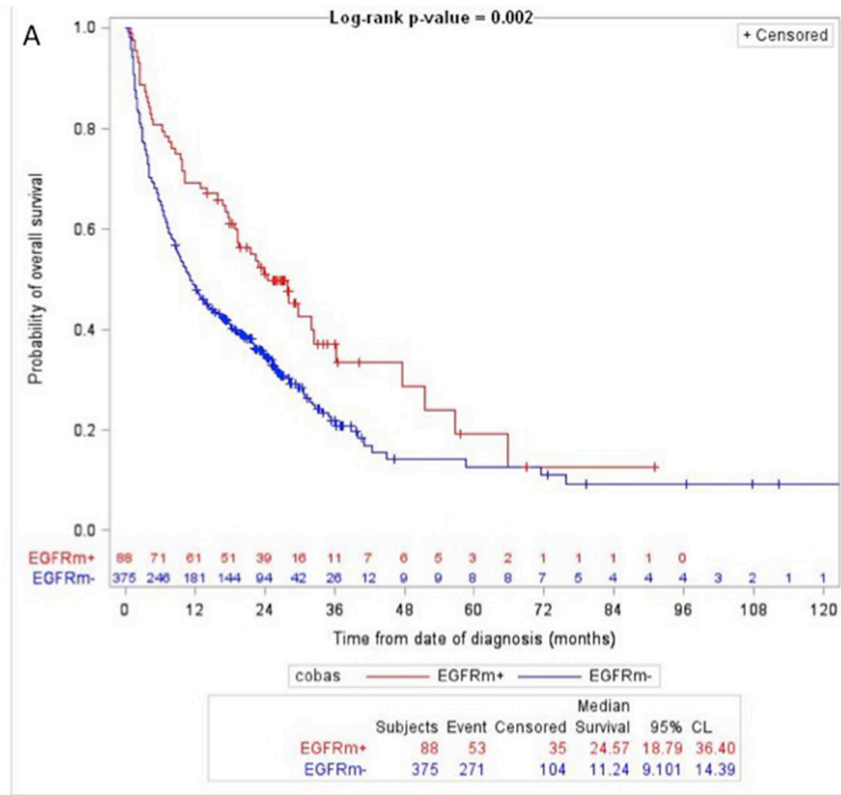 A
Log-rank p-value = 0.002
+ Censored
Probability of overall survival
1.0
0.8
0.6
0.4
0.2
0.0
EGFRm+ 88 71 61 51 39 16 11 7 6 5 3 2 1 1 1 1 0
EGFRm- 375 246 181 144 94 42 26 12 9 9 8 8 7 5 4 4 4 3 2 1 1
0 12 24 36 48 60 72 84 96 108 120
Time from date of diagnosis (months)
cobas EGFRm+ EGFRm-
Median
Subjects Event Censored Survival 95% CL
EGFRm+ 88 53 35 24.57 18.79 36.40
EGFRm- 375 271 104 11.24 9.101 14.39